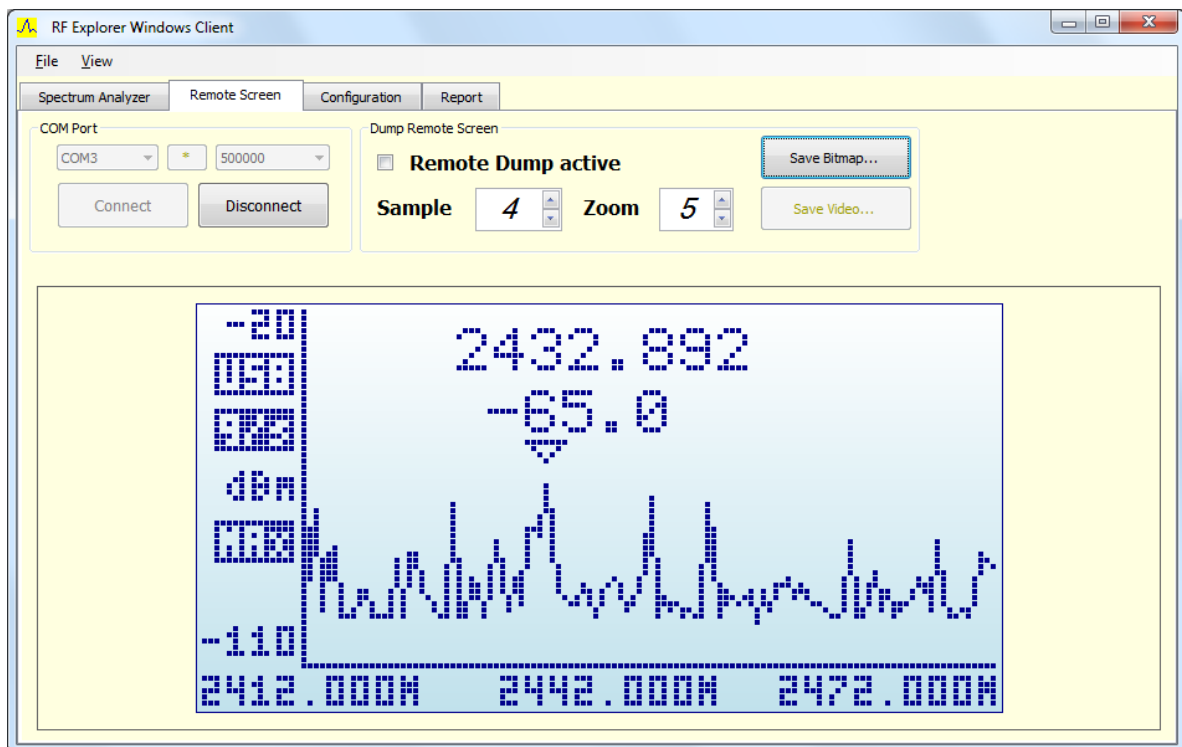 RF Explorer Windows Client
File View
Spectrum Analyzer Remote Screen Configuration Report
COM Port
COM3 * 500000
Connect Disconnect
Dump Remote Screen
Remote Dump active
Sample 4 Zoom 5
Save Bitmap...
Save Video...
-20
2432.892
-65.0
dBm
-110
2412.000M 2442.000M 2472.000M